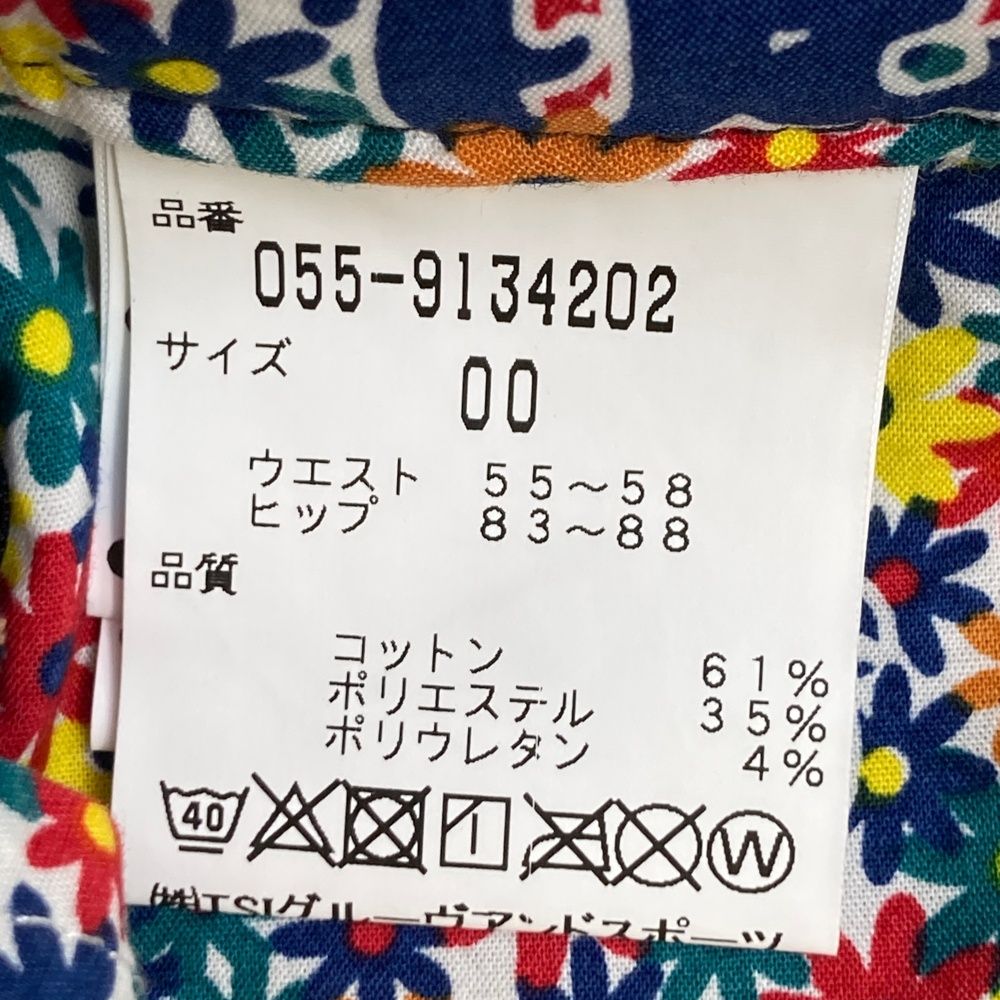 品番
055-9134202
サイズ
00
ウエスト 55～58
ヒップ 83～88
品質
コットン 61%
ポリエステル 35%
ポリウレタン 4%
40
W
(株)TSIグルーヴアンドスポーツ